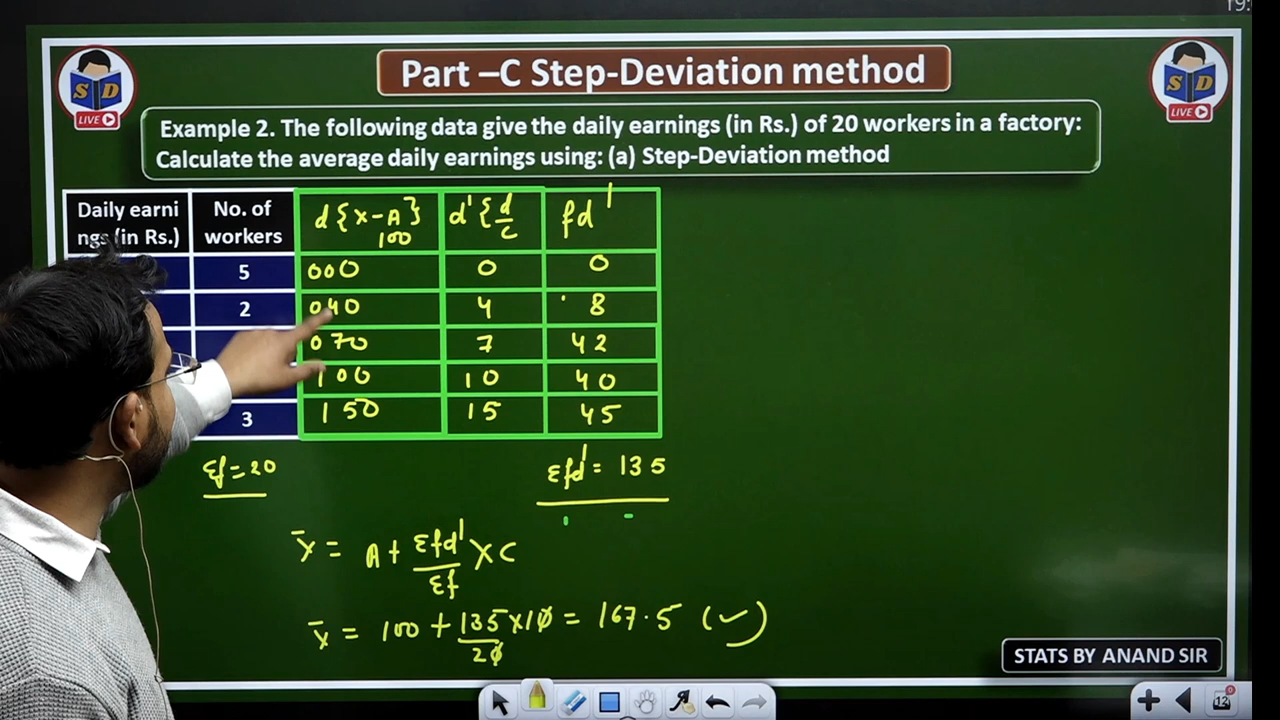 19:
Part –C Step-Deviation method
S D
LIVE
S D
LIVE
Example 2. The following data give the daily earnings (in Rs.) of 20 workers in a factory:
Calculate the average daily earnings using: (a) Step-Deviation method
Daily earni No. of d{x-A} d'{d/c fd'
ngs (in Rs.) workers 100
5 000 0 0
2 040 4 8
070 7 42
100 10 40
3 150 15 45
Σf=20 Σfd' = 135
x̄ = A + Σfd'/Σf × C
x̄ = 100 + 135/20 × 10 = 167.5 (✓)
STATS BY ANAND SIR
12